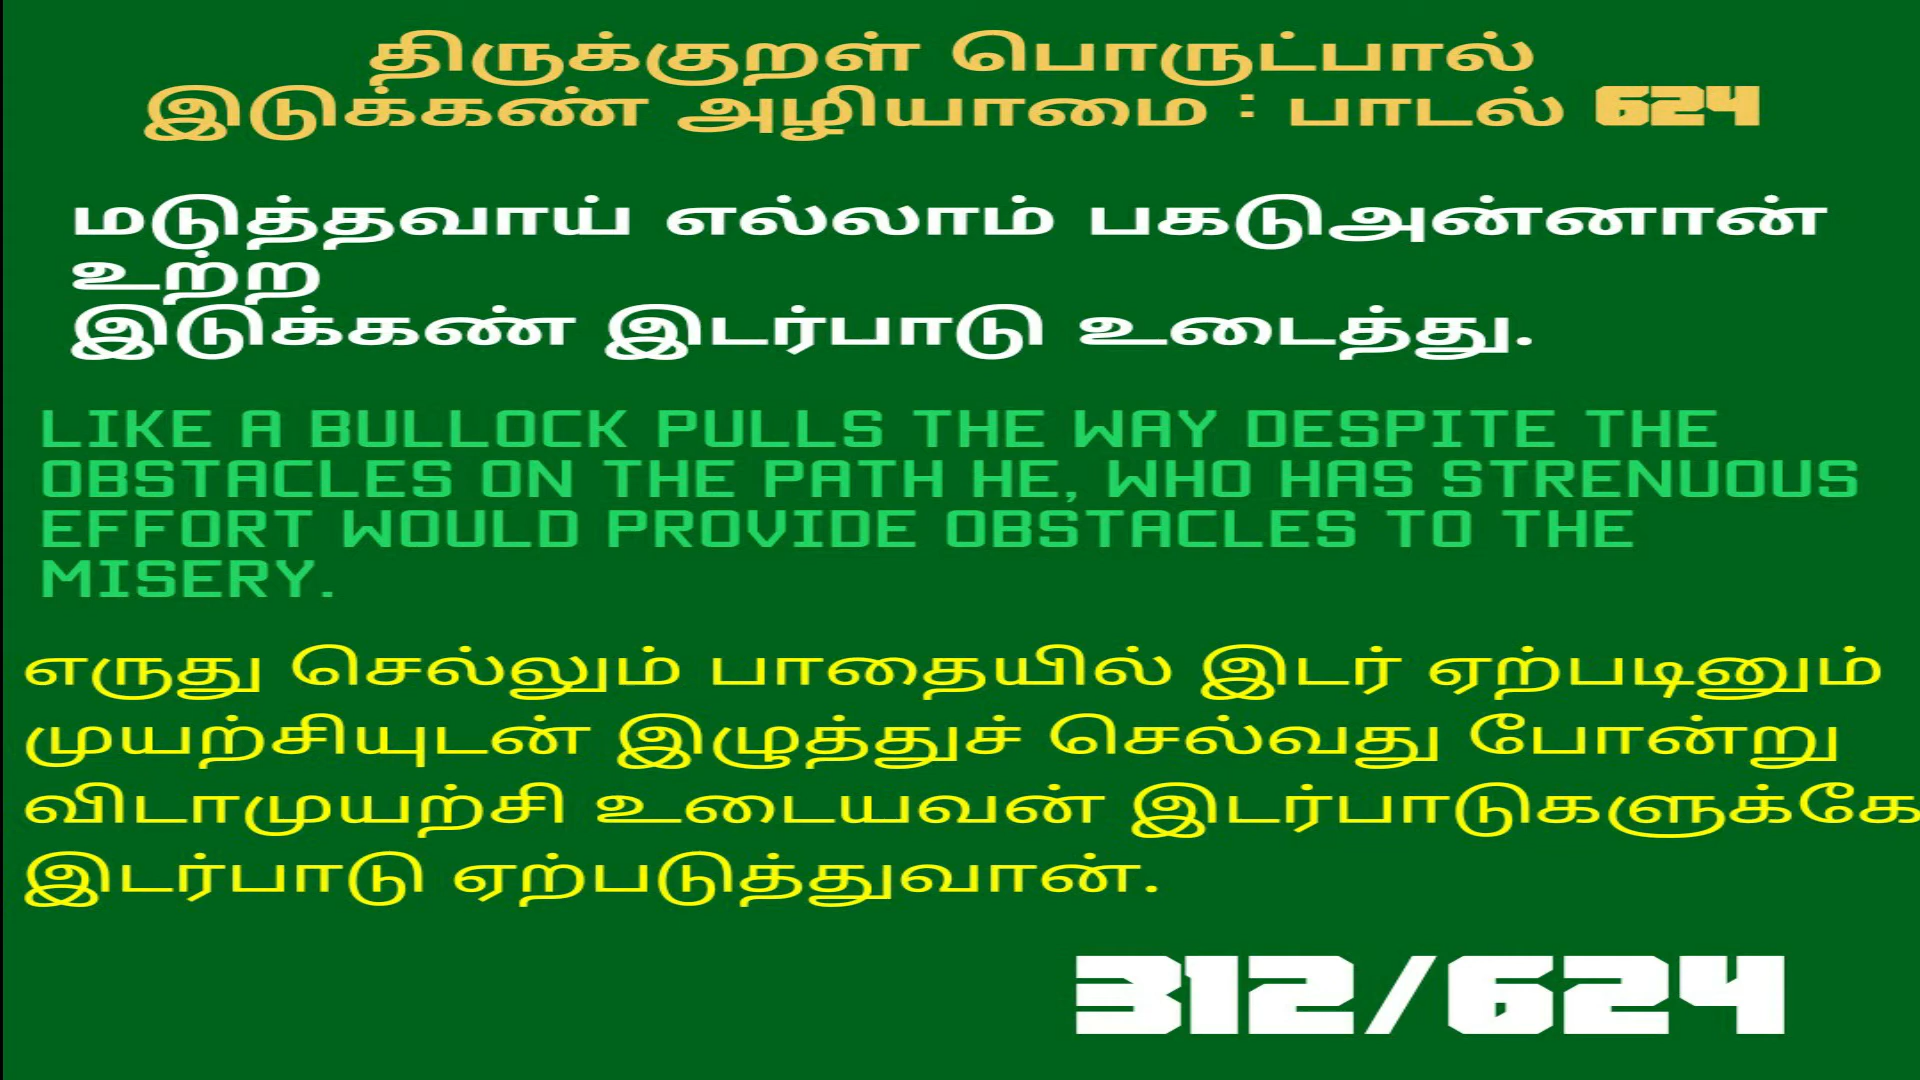 திருக்குறள் பொருட்பால்
இடுக்கண் அழியாமை : பாடல் 624
மடுத்தவாய் எல்லாம் பகடுஅன்னான்
உற்ற
இடுக்கண் இடர்பாடு உடைத்து.
LIKE A BULLOCK PULLS THE WAY DESPITE THE
OBSTACLES ON THE PATH HE, WHO HAS STRENUOUS
EFFORT WOULD PROVIDE OBSTACLES TO THE
MISERY.
எருது செல்லும் பாதையில் இடர் ஏற்படினும்
முயற்சியுடன் இழுத்துச் செல்வது போன்று
விடாமுயற்சி உடையவன் இடர்பாடுகளுக்கே
இடர்பாடு ஏற்படுத்துவான்.
312/624